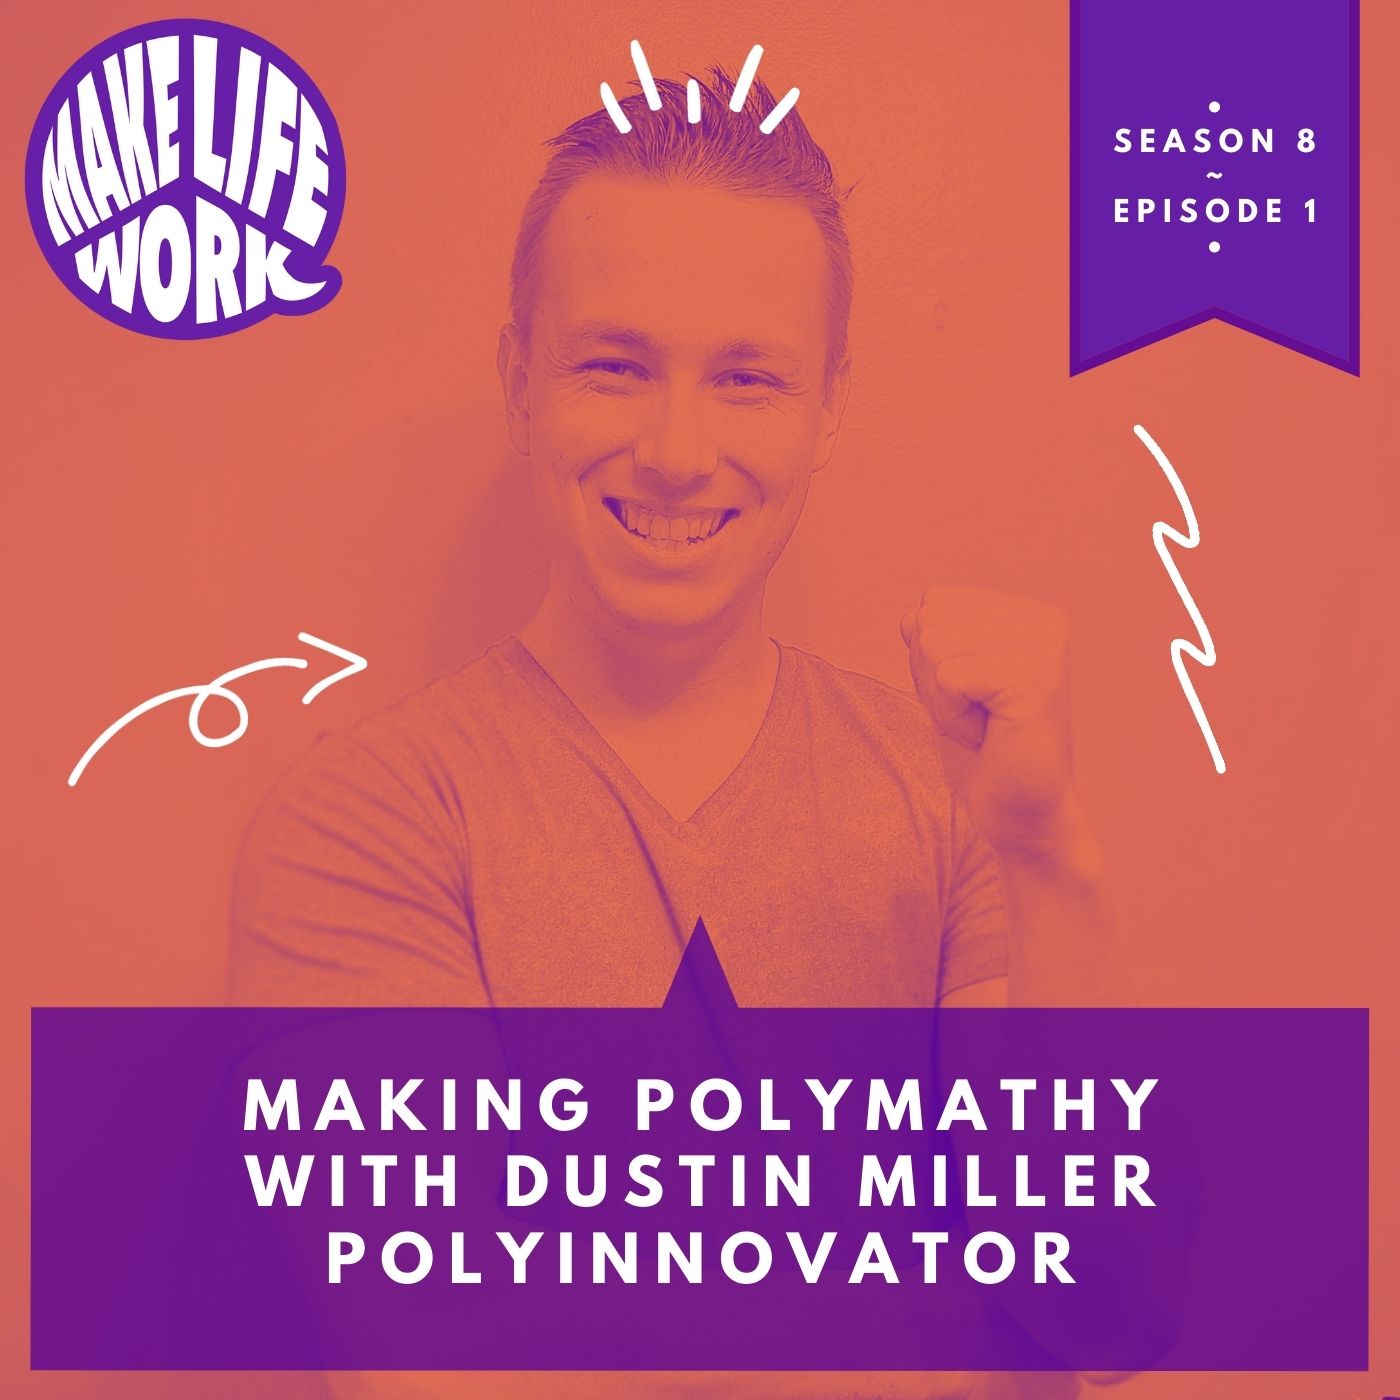 MAKE LIFE
WORK
SEASON 8
~
EPISODE 1
MAKING POLYMATHY
WITH DUSTIN MILLER
POLYINNOVATOR